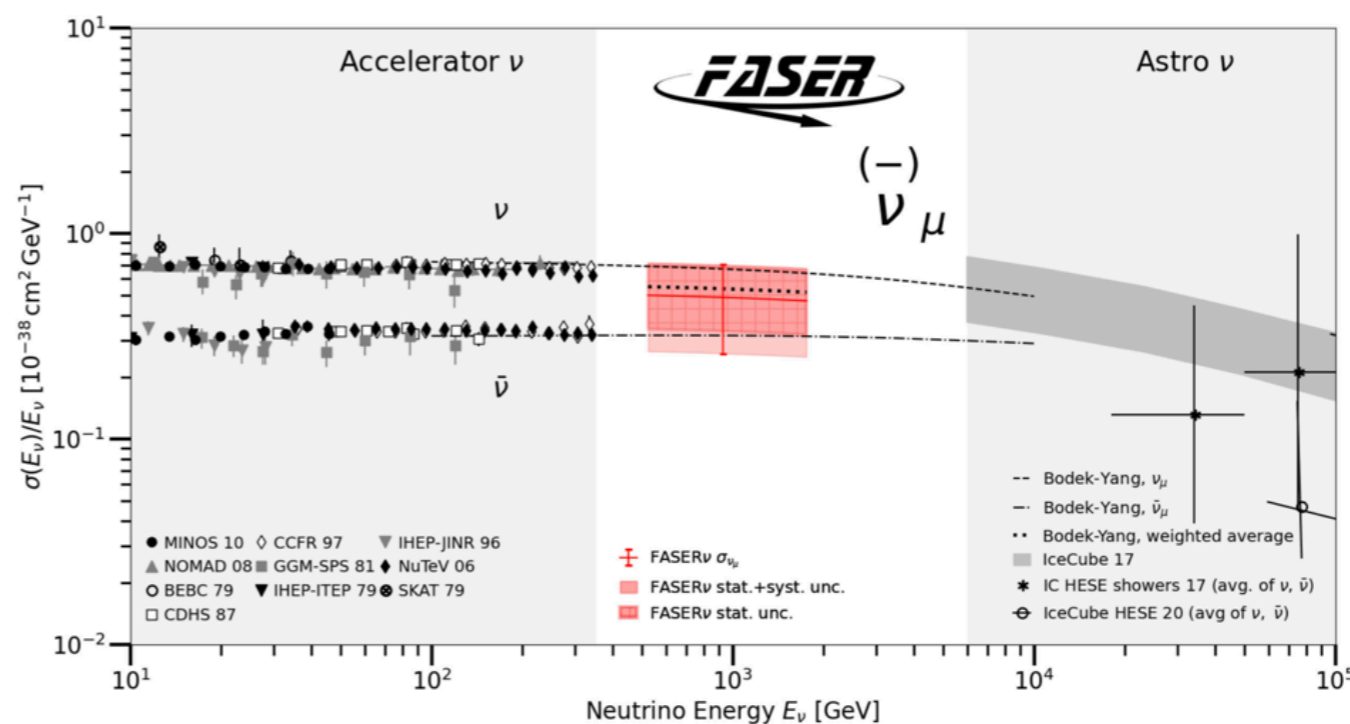 Accelerator ν
FASER
Astro ν
(—)
ν μ
ν
ν̄
σ(Eν)/Eν [10⁻³⁸ cm² GeV⁻¹]
10¹
10⁰
10⁻¹
10⁻²
MINOS 10
CCFR 97
IHEP-JINR 96
NOMAD 08
GGM-SPS 81
NuTeV 06
BEBC 79
IHEP-ITEP 79
SKAT 79
CDHS 87
FASERν σνμ
FASERν stat.+syst. unc.
FASERν stat. unc.
Bodek-Yang, νμ
Bodek-Yang, ν̄μ
Bodek-Yang, weighted average
IceCube 17
IC HESE showers 17 (avg. of ν, ν̄)
IceCube HESE 20 (avg of ν, ν̄)
10¹
10²
10³
10⁴
10⁵
Neutrino Energy Eν [GeV]